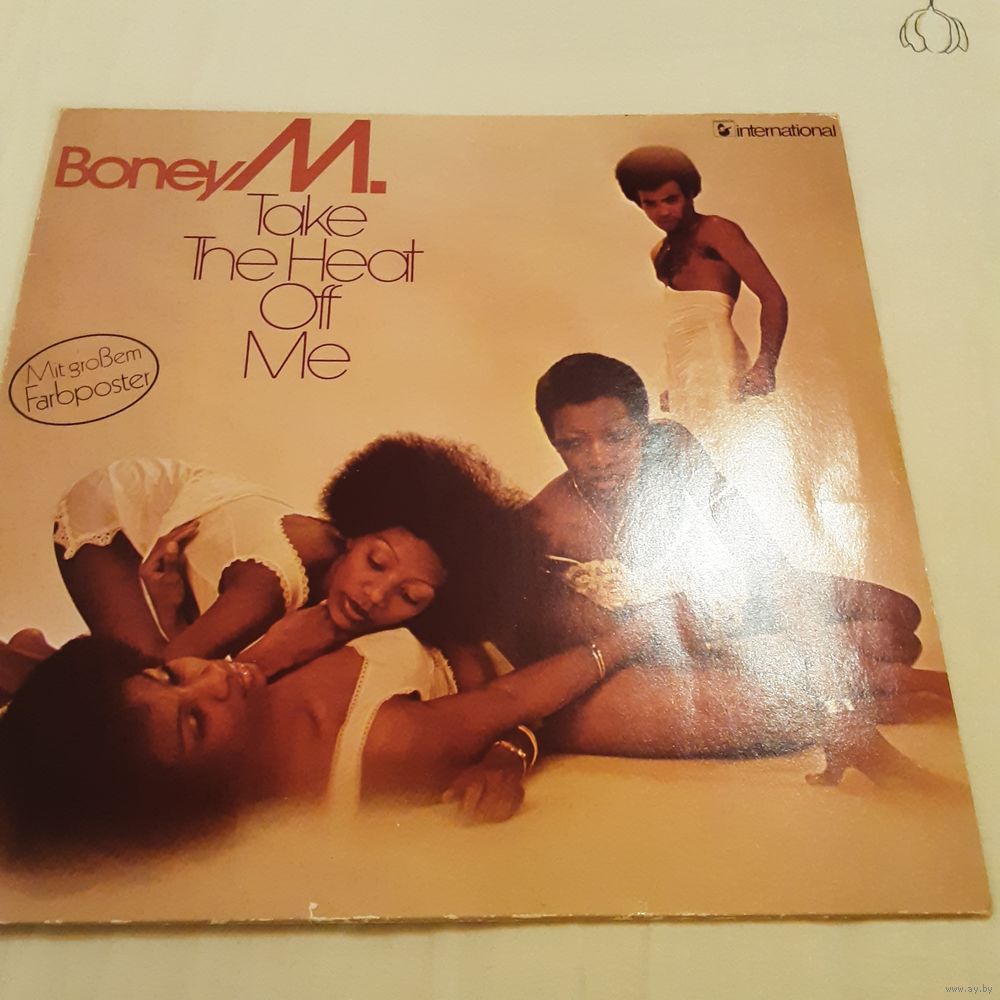 Boney M.
international
Take
The Heat
Off
Me
Mit großem
Farbposter
www.ay.by